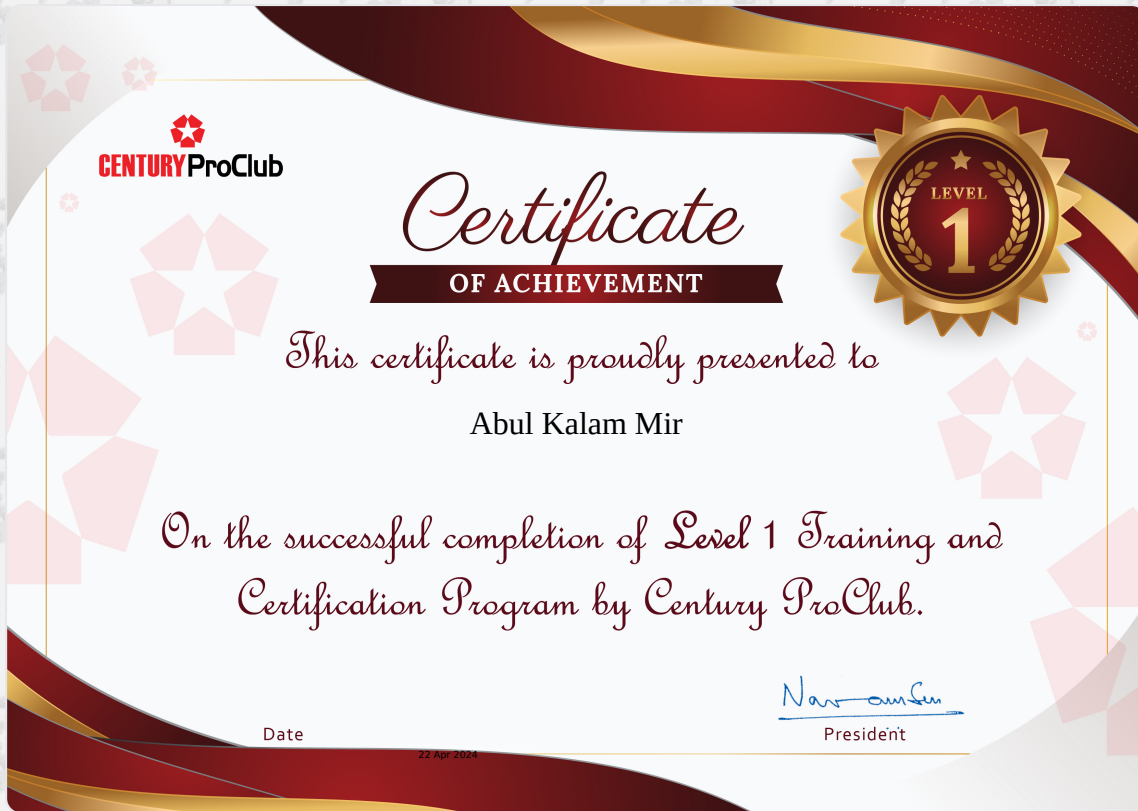 CENTURY ProClub
LEVEL
1
Certificate
OF ACHIEVEMENT
This certificate is proudly presented to
Abul Kalam Mir
On the successful completion of Level 1 Training and
Certification Program by Century ProClub.
Date
President
22 Apr 2024